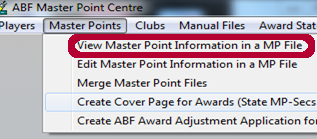 ABF Master Point Centre
Players Master Points Clubs Manual Files Award Stat
View Master Point Information in a MP File
Edit Master Point Information in a MP File
Merge Master Point Files
Create Cover Page for Awards (State MP-Secs
Create ABF Award Adjustment Application for